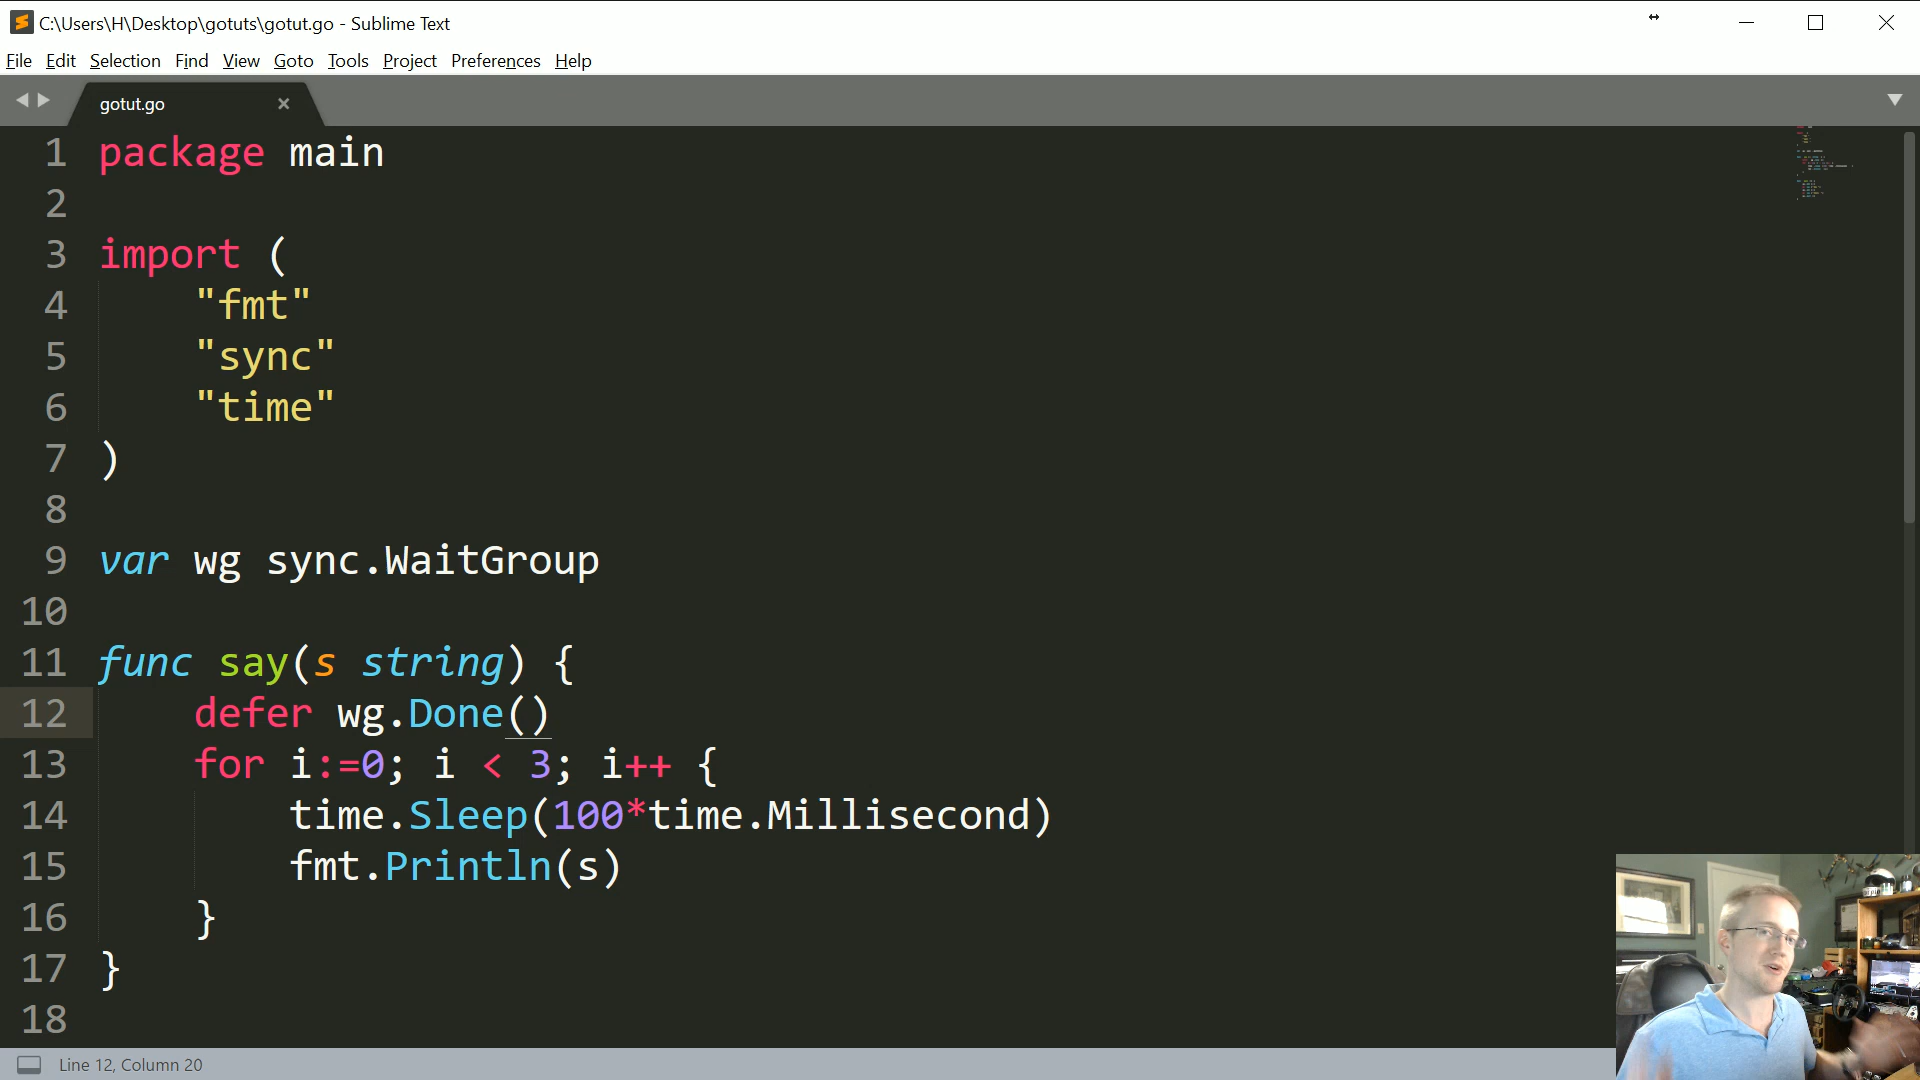 C:\Users\H\Desktop\gotuts\gotut.go - Sublime Text
File Edit Selection Find View Goto Tools Project Preferences Help
gotut.go
1 package main
2
3 import (
4 "fmt"
5 "sync"
6 "time"
7 )
8
9 var wg sync.WaitGroup
10
11 func say(s string) {
12 defer wg.Done()
13 for i:=0; i < 3; i++ {
14 time.Sleep(100*time.Millisecond)
15 fmt.Println(s)
16 }
17 }
18
Line 12, Column 20